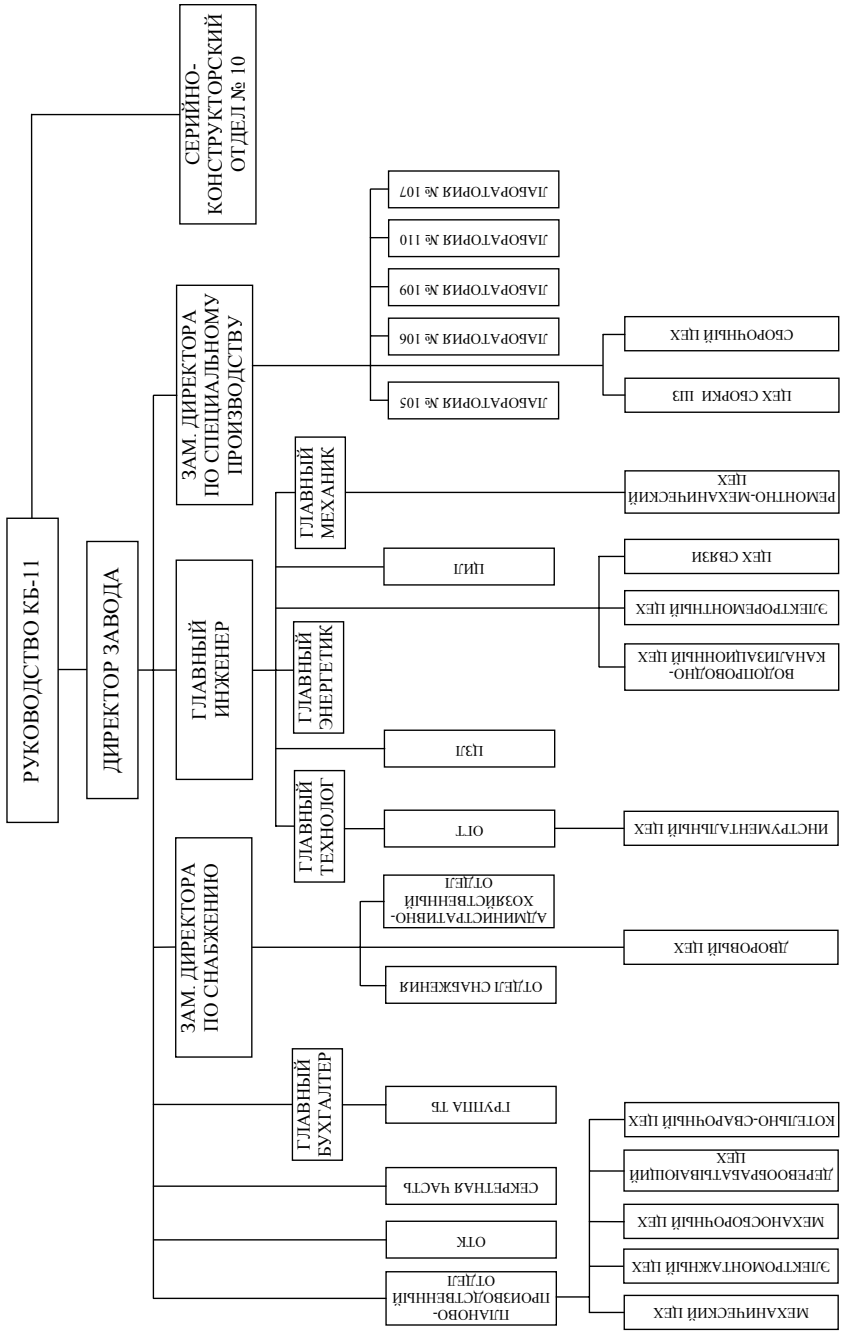 РУКОВОДСТВО КБ-11
ДИРЕКТОР ЗАВОДА
СЕРИЙНО-
КОНСТРУКТОРСКИЙ
ОТДЕЛ № 10
ЗАМ. ДИРЕКТОРА
ПО СНАБЖЕНИЮ
ГЛАВНЫЙ
ИНЖЕНЕР
ЗАМ. ДИРЕКТОРА
ПО СПЕЦИАЛЬНОМУ
ПРОИЗВОДСТВУ
ГЛАВНЫЙ
БУХГАЛТЕР
ГЛАВНЫЙ
ТЕХНОЛОГ
ГЛАВНЫЙ
ЭНЕРГЕТИК
ГЛАВНЫЙ
МЕХАНИК
ПЛАНОВО-
ПРОИЗВОДСТВЕННЫЙ
ОТДЕЛ
ОТК
СЕКРЕТНАЯ ЧАСТЬ
ГРУППА ТБ
ОТДЕЛ СНАБЖЕНИЯ
АДМИНИСТРАТИВНО-
ХОЗЯЙСТВЕННЫЙ
ОТДЕЛ
ОГТ
ЦЗЛ
ЦИЛ
ЛАБОРАТОРИЯ № 105
ЛАБОРАТОРИЯ № 106
ЛАБОРАТОРИЯ № 109
ЛАБОРАТОРИЯ № 110
ЛАБОРАТОРИЯ № 107
МЕХАНИЧЕСКИЙ ЦЕХ
ЭЛЕКТРОМОНТАЖНЫЙ ЦЕХ
МЕХАНОСБОРОЧНЫЙ ЦЕХ
ДЕРЕВООБРАБАТЫВАЮЩИЙ
ЦЕХ
КОТЕЛЬНО-СВАРОЧНЫЙ ЦЕХ
ДВОРОВЫЙ ЦЕХ
ИНСТРУМЕНТАЛЬНЫЙ ЦЕХ
ВОДОПРОВОДНО-
КАНАЛИЗАЦИОННЫЙ ЦЕХ
ЭЛЕКТРОРЕМОНТНЫЙ ЦЕХ
ЦЕХ СВЯЗИ
РЕМОНТНО-МЕХАНИЧЕСКИЙ
ЦЕХ
ЦЕХ СБОРКИ ШЗ
СБОРОЧНЫЙ ЦЕХ